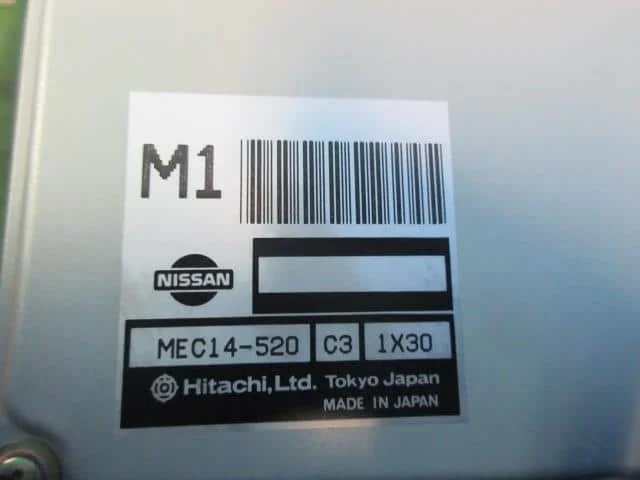 M1
NISSAN
MEC14-520 C3 1X30
Hitachi,Ltd. Tokyo Japan
MADE IN JAPAN